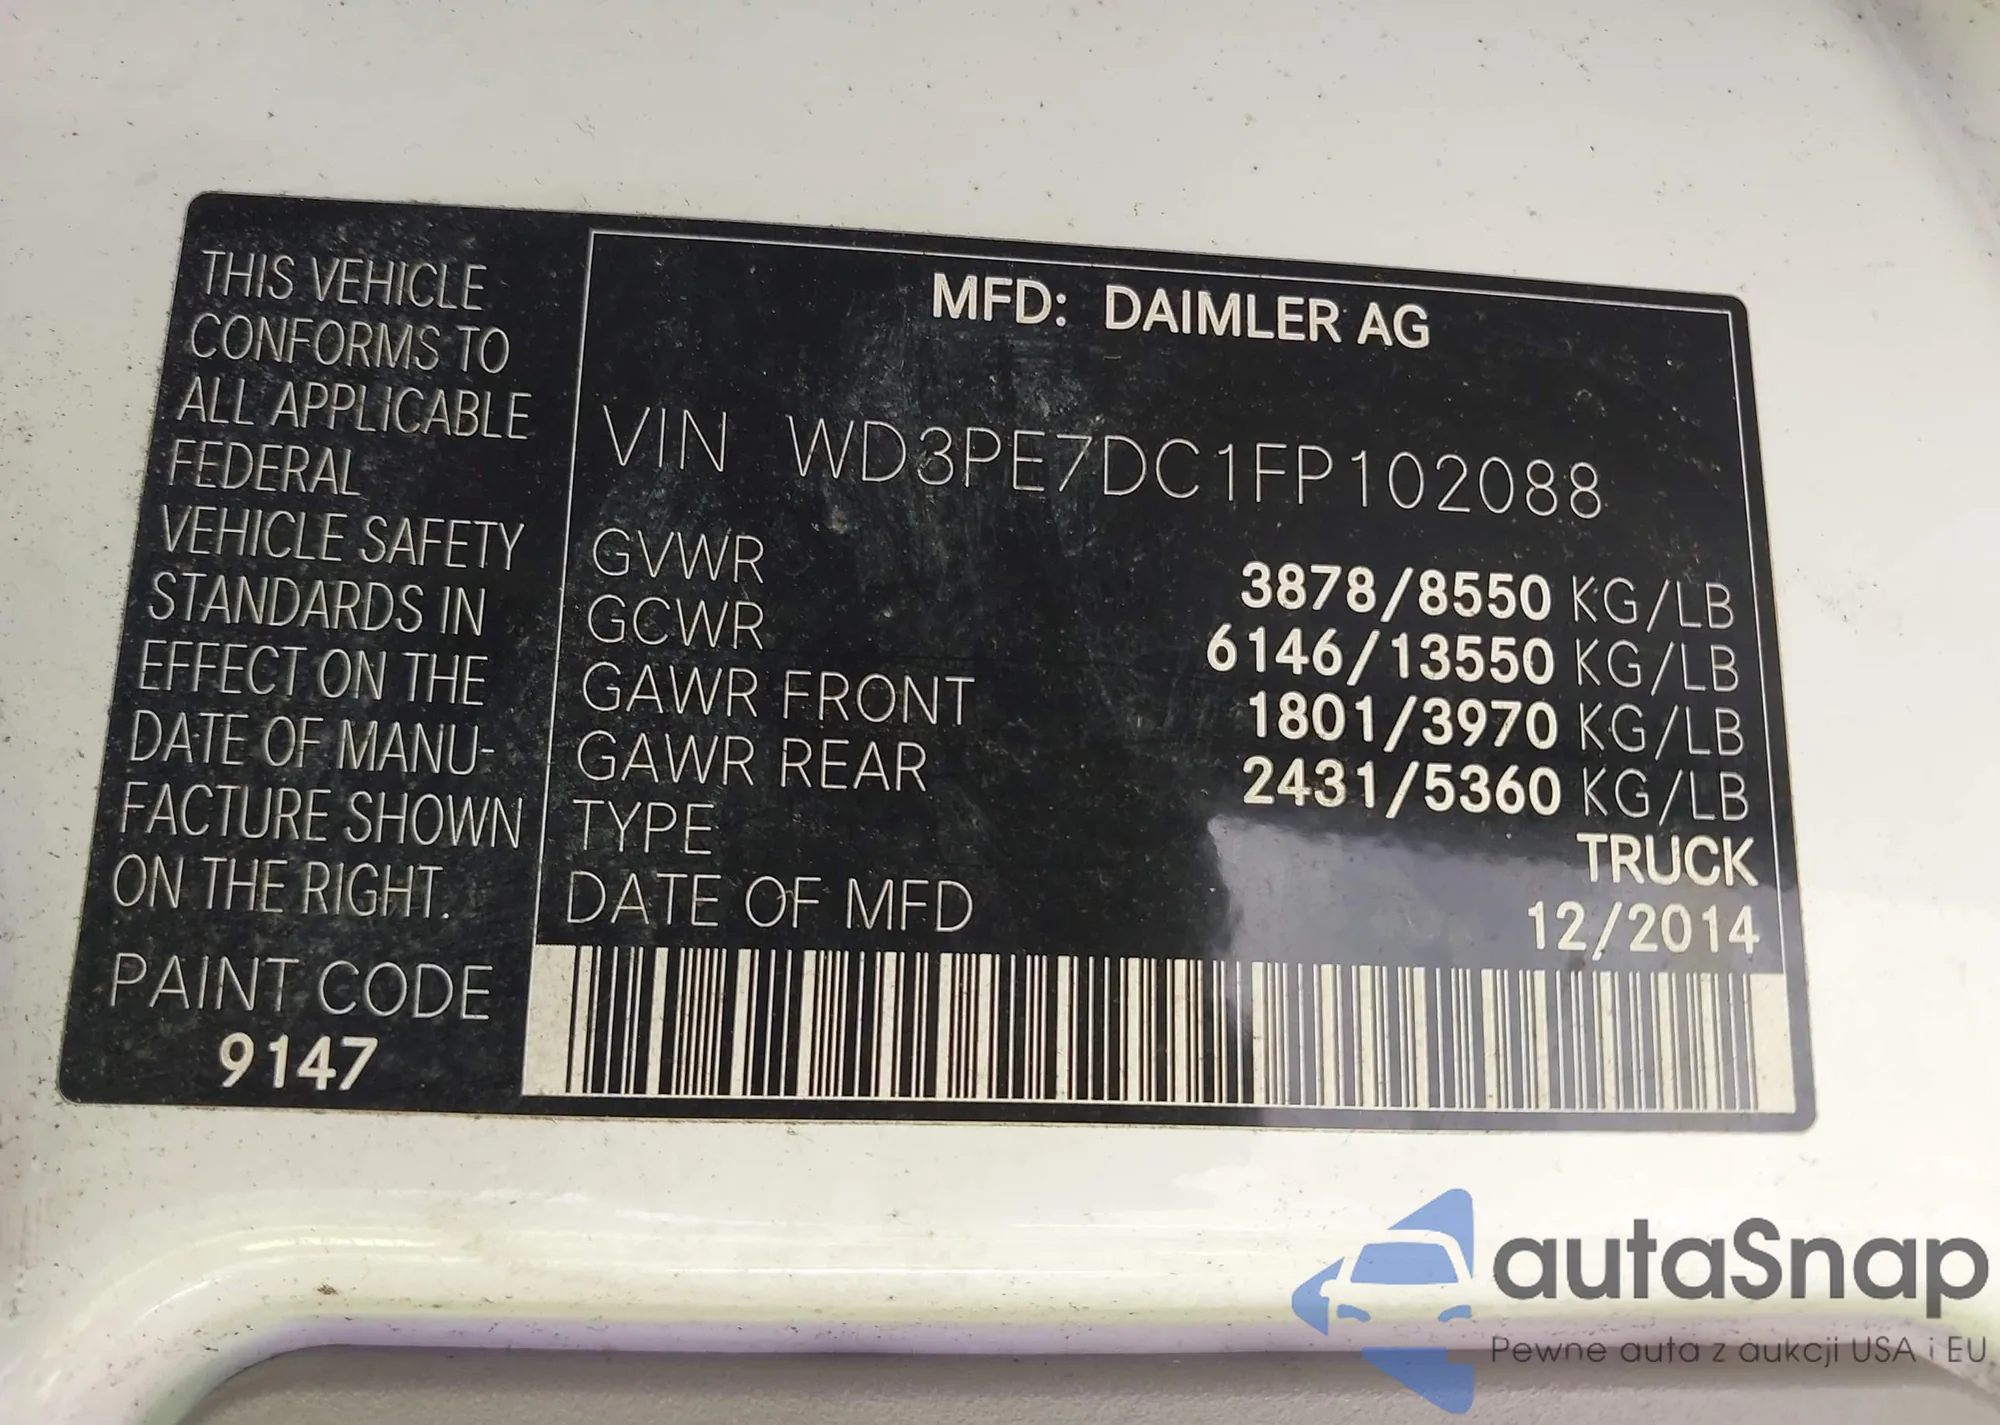 THIS VEHICLE
CONFORMS TO
ALL APPLICABLE
FEDERAL
VEHICLE SAFETY
STANDARDS IN
EFFECT ON THE
DATE OF MANU-
FACTURE SHOWN
ON THE RIGHT.
PAINT CODE
9147
MFD: DAIMLER AG
VIN WD3PE7DC1FP102088
GVWR 3878/8550 KG/LB
GCWR 6146/13550 KG/LB
GAWR FRONT 1801/3970 KG/LB
GAWR REAR 2431/5360 KG/LB
TYPE TRUCK
DATE OF MFD 12/2014
autaSnap
Pewne auta z aukcji USA i EU